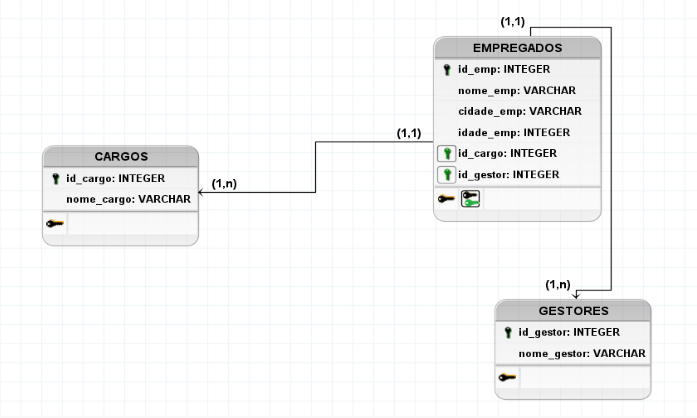 (1,1)
EMPREGADOS
id_emp: INTEGER
nome_emp: VARCHAR
cidade_emp: VARCHAR
idade_emp: INTEGER
id_cargo: INTEGER
id_gestor: INTEGER
(1,1)
CARGOS
id_cargo: INTEGER
nome_cargo: VARCHAR
(1,n)
(1,n)
GESTORES
id_gestor: INTEGER
nome_gestor: VARCHAR